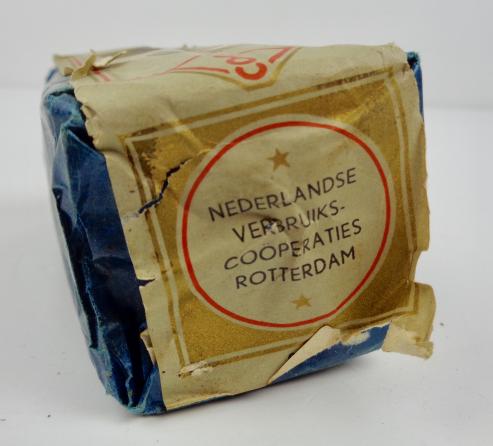 NEDERLANDSE
VERBRUIKS-
COÖPERATIES
ROTTERDAM